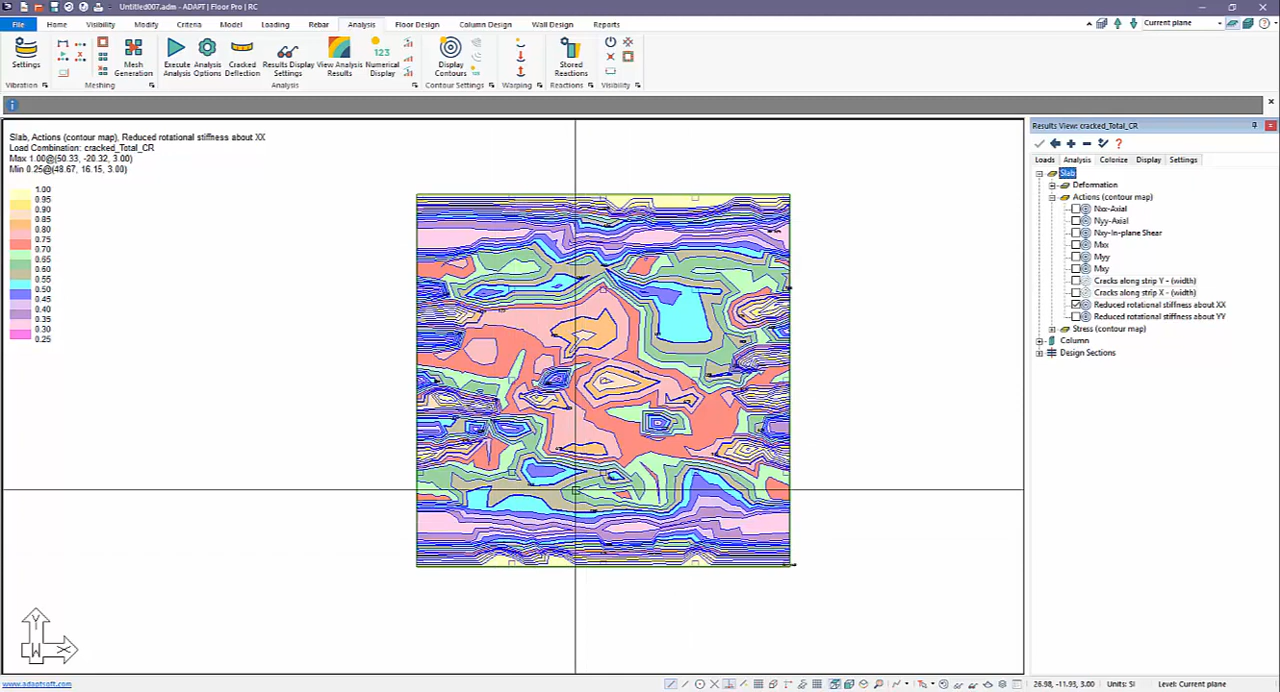 Untitled007.adm - ADAPT | Floor Pro | RC
File Home Visibility Modify Criteria Model Loading Rebar Analysis Floor Design Column Design Wall Design Reports
Current plane
Settings Mesh Generation Execute Analysis Analysis Options Cracked Deflection Results Display Settings View Analysis Results 123 Numerical Display Display Contours Stored Reactions
Vibration Meshing Analysis Contour Settings Warping Reactions Visibility
Slab, Actions (contour map), Reduced rotational stiffness about XX
Load Combination: cracked_Total_CR
Max 1.00@(50.33, -20.32, 3.00)
Min 0.25@(48.67, 16.15, 3.00)
1.00
0.95
0.90
0.85
0.80
0.75
0.70
0.65
0.60
0.55
0.50
0.45
0.40
0.35
0.30
0.25
Y
W X
Results View: cracked_Total_CR
Loads Analysis Colorize Display Settings
Slab
Deformation
Actions (contour map)
Nxx-Axial
Nyy-Axial
Nxy-In-plane Shear
Mxx
Myy
Mxy
Cracks along strip Y - (width)
Cracks along strip X - (width)
Reduced rotational stiffness about XX
Reduced rotational stiffness about YY
Stress (contour map)
Column
Design Sections
www.adaptsoft.com
26.98, -11.93, 3.00 Units: SI Level: Current plane